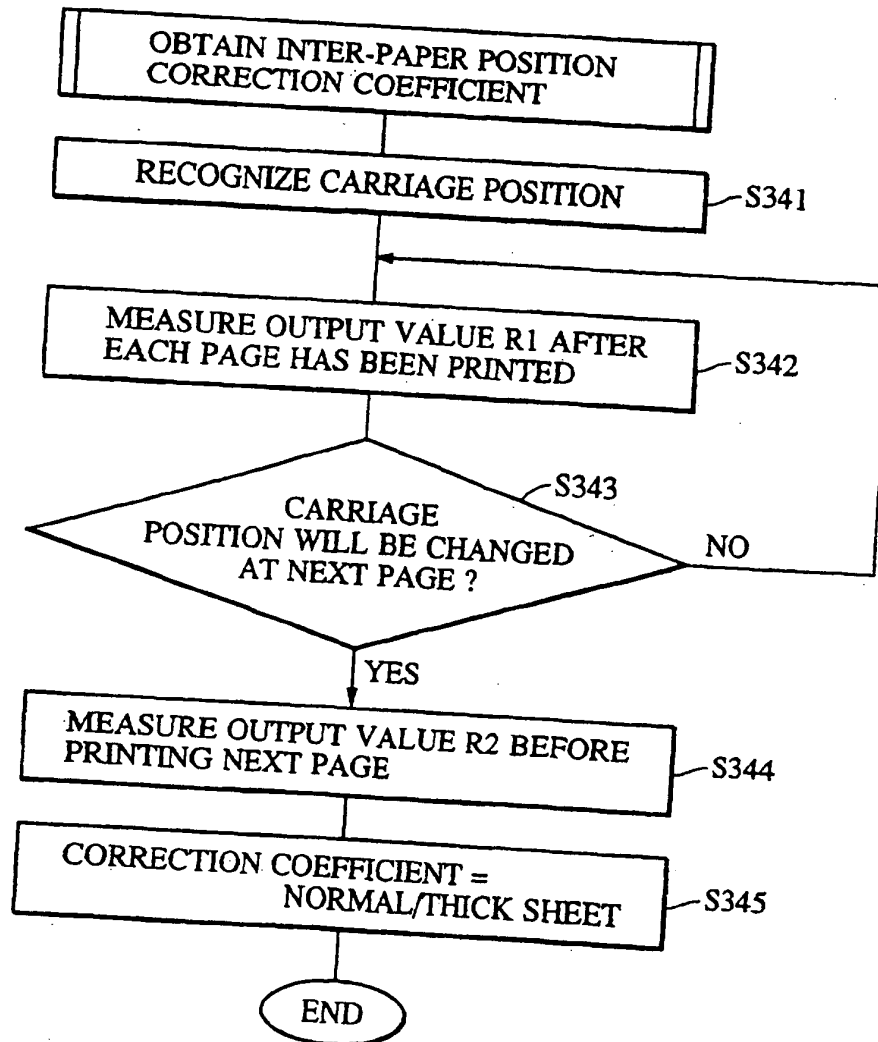 OBTAIN INTER-PAPER POSITION
CORRECTION COEFFICIENT
RECOGNIZE CARRIAGE POSITION
S341
MEASURE OUTPUT VALUE R1 AFTER
EACH PAGE HAS BEEN PRINTED
S342
S343
CARRIAGE
POSITION WILL BE CHANGED
AT NEXT PAGE ?
NO
YES
MEASURE OUTPUT VALUE R2 BEFORE
PRINTING NEXT PAGE
S344
CORRECTION COEFFICIENT =
NORMAL/THICK SHEET
S345
END